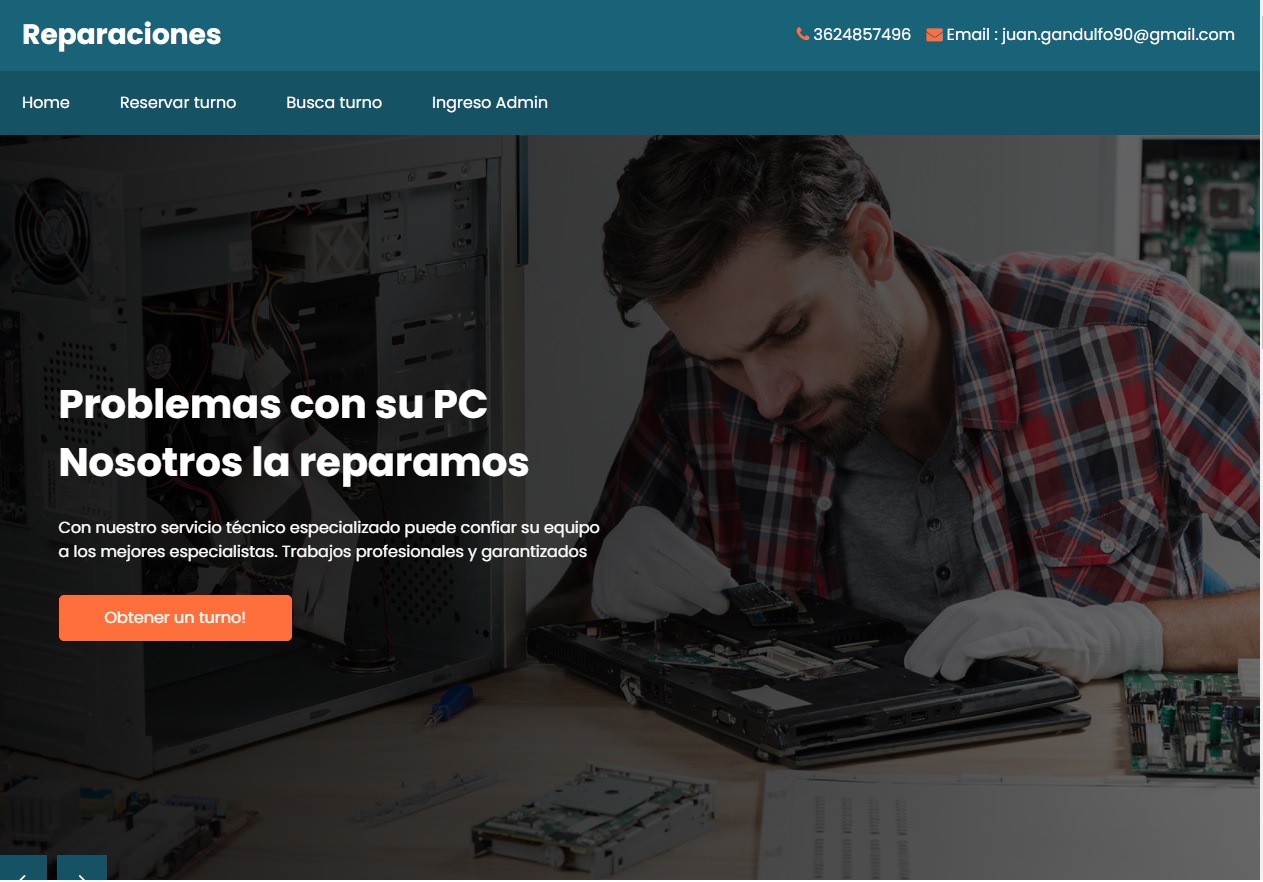 Reparaciones
3624857496 Email : juan.gandulfo90@gmail.com
Home Reservar turno Busca turno Ingreso Admin
Problemas con su PC
Nosotros la reparamos
Con nuestro servicio técnico especializado puede confiar su equipo
a los mejores especialistas. Trabajos profesionales y garantizados
Obtener un turno!